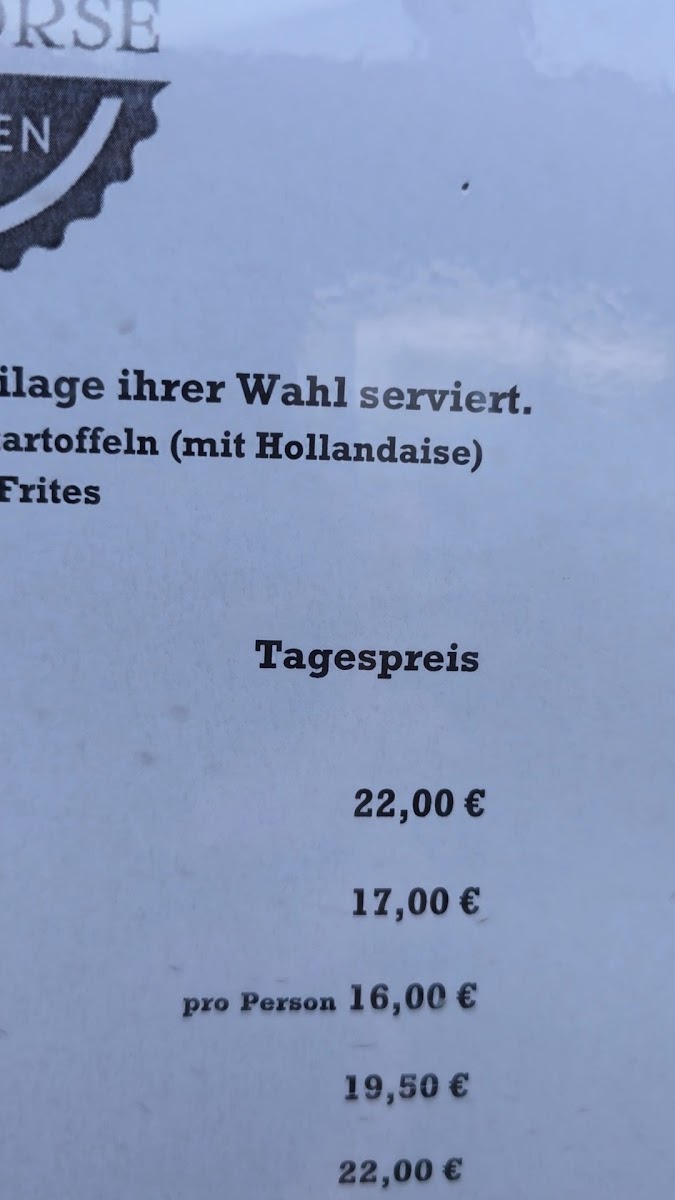 ORSE
EN
ilage ihrer Wahl serviert.
artoffeln (mit Hollandaise)
Frites
Tagespreis
22,00 €
17,00 €
pro Person 16,00 €
19,50 €
22,00 €